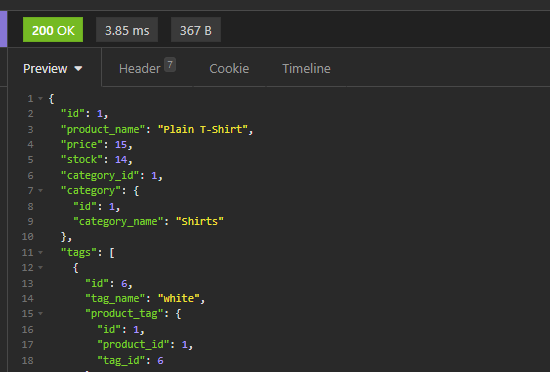 200 OK 3.85 ms 367 B
Preview Header 7 Cookie Timeline
1 {
2 "id": 1,
3 "product_name": "Plain T-Shirt",
4 "price": 15,
5 "stock": 14,
6 "category_id": 1,
7 "category": {
8 "id": 1,
9 "category_name": "Shirts"
10 },
11 "tags": [
12 {
13 "id": 6,
14 "tag_name": "white",
15 "product_tag": {
16 "id": 1,
17 "product_id": 1,
18 "tag_id": 6